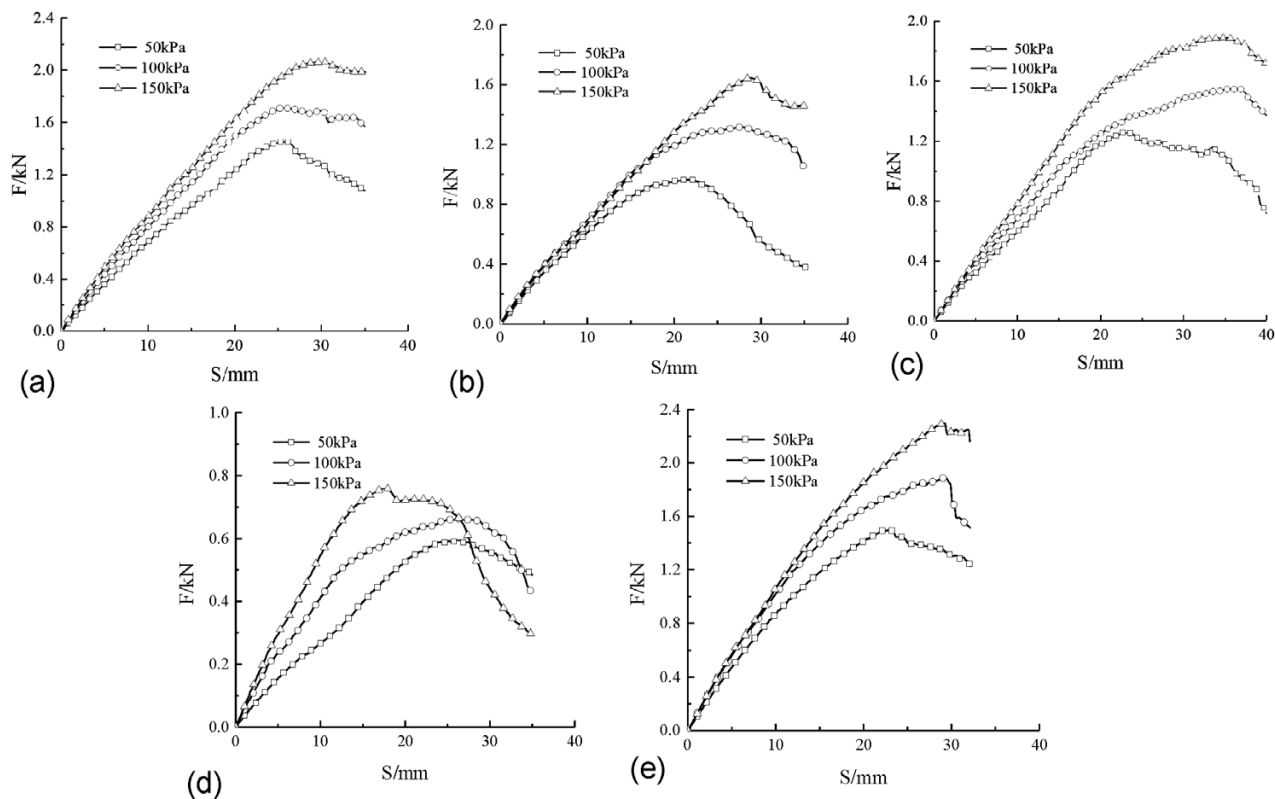 2.4
2.0
1.6
1.2
0.8
0.4
0.0
F/kN
50kPa
100kPa
150kPa
0 10 20 30 40
S/mm
(a)
2.0
1.6
1.2
0.8
0.4
0.0
F/kN
50kPa
100kPa
150kPa
0 10 20 30 40
S/mm
(b)
2.0
1.6
1.2
0.8
0.4
0.0
F/kN
50kPa
100kPa
150kPa
0 10 20 30 40
S/mm
(c)
1.0
0.8
0.6
0.4
0.2
0.0
F/kN
50kPa
100kPa
150kPa
0 10 20 30 40
S/mm
(d)
2.4
2.0
1.6
1.2
0.8
0.4
0.0
F/kN
50kPa
100kPa
150kPa
0 10 20 30 40
S/mm
(e)